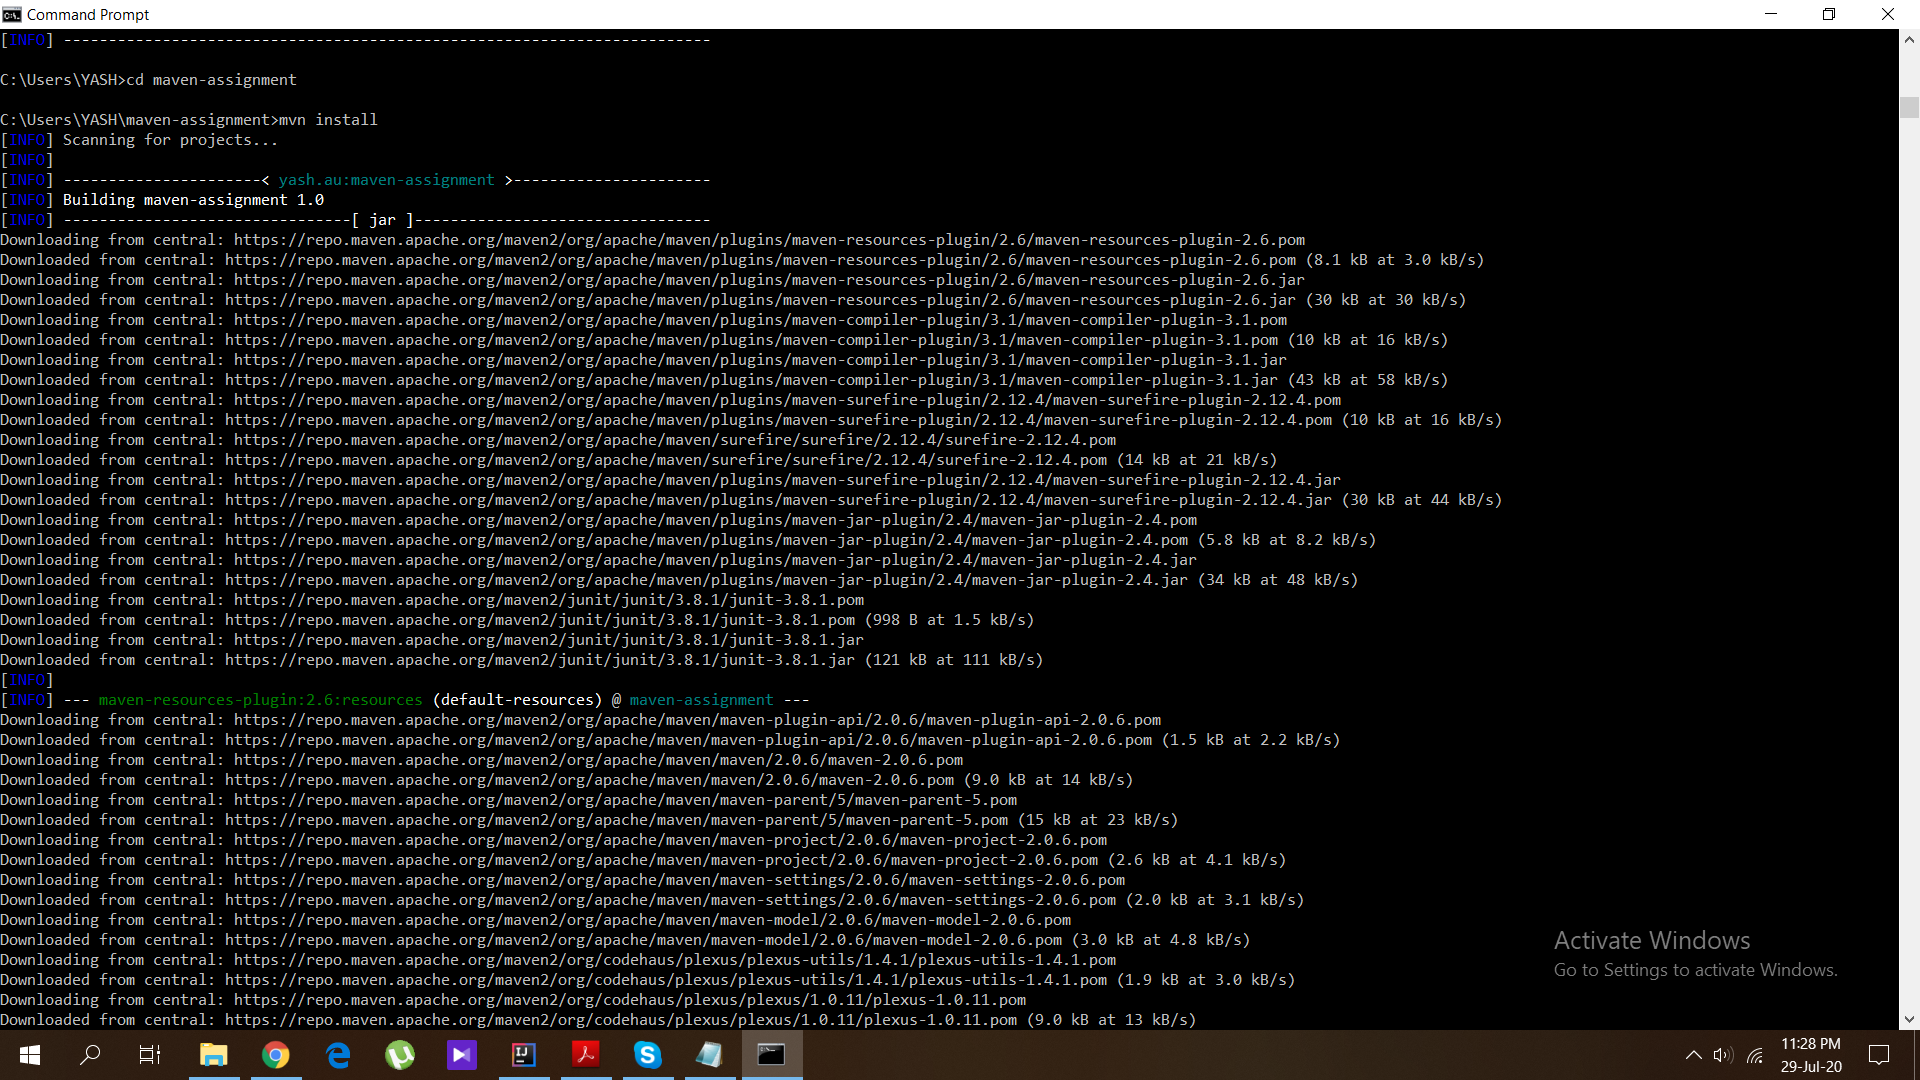 Command Prompt
[INFO] ------------------------------------------------------------------------
C:\Users\YASH>cd maven-assignment
C:\Users\YASH\maven-assignment>mvn install
[INFO] Scanning for projects...
[INFO]
[INFO] ----------------------< yash.au:maven-assignment >----------------------
[INFO] Building maven-assignment 1.0
[INFO] --------------------------------[ jar ]---------------------------------
Downloading from central: https://repo.maven.apache.org/maven2/org/apache/maven/plugins/maven-resources-plugin/2.6/maven-resources-plugin-2.6.pom
Downloaded from central: https://repo.maven.apache.org/maven2/org/apache/maven/plugins/maven-resources-plugin/2.6/maven-resources-plugin-2.6.pom (8.1 kB at 3.0 kB/s)
Downloading from central: https://repo.maven.apache.org/maven2/org/apache/maven/plugins/maven-resources-plugin/2.6/maven-resources-plugin-2.6.jar
Downloaded from central: https://repo.maven.apache.org/maven2/org/apache/maven/plugins/maven-resources-plugin/2.6/maven-resources-plugin-2.6.jar (30 kB at 30 kB/s)
Downloading from central: https://repo.maven.apache.org/maven2/org/apache/maven/plugins/maven-compiler-plugin/3.1/maven-compiler-plugin-3.1.pom
Downloaded from central: https://repo.maven.apache.org/maven2/org/apache/maven/plugins/maven-compiler-plugin/3.1/maven-compiler-plugin-3.1.pom (10 kB at 16 kB/s)
Downloading from central: https://repo.maven.apache.org/maven2/org/apache/maven/plugins/maven-compiler-plugin/3.1/maven-compiler-plugin-3.1.jar
Downloaded from central: https://repo.maven.apache.org/maven2/org/apache/maven/plugins/maven-compiler-plugin/3.1/maven-compiler-plugin-3.1.jar (43 kB at 58 kB/s)
Downloading from central: https://repo.maven.apache.org/maven2/org/apache/maven/plugins/maven-surefire-plugin/2.12.4/maven-surefire-plugin-2.12.4.pom
Downloaded from central: https://repo.maven.apache.org/maven2/org/apache/maven/plugins/maven-surefire-plugin/2.12.4/maven-surefire-plugin-2.12.4.pom (10 kB at 16 kB/s)
Downloading from central: https://repo.maven.apache.org/maven2/org/apache/maven/surefire/surefire/2.12.4/surefire-2.12.4.pom
Downloaded from central: https://repo.maven.apache.org/maven2/org/apache/maven/surefire/surefire/2.12.4/surefire-2.12.4.pom (14 kB at 21 kB/s)
Downloading from central: https://repo.maven.apache.org/maven2/org/apache/maven/plugins/maven-surefire-plugin/2.12.4/maven-surefire-plugin-2.12.4.jar
Downloaded from central: https://repo.maven.apache.org/maven2/org/apache/maven/plugins/maven-surefire-plugin/2.12.4/maven-surefire-plugin-2.12.4.jar (30 kB at 44 kB/s)
Downloading from central: https://repo.maven.apache.org/maven2/org/apache/maven/plugins/maven-jar-plugin/2.4/maven-jar-plugin-2.4.pom
Downloaded from central: https://repo.maven.apache.org/maven2/org/apache/maven/plugins/maven-jar-plugin/2.4/maven-jar-plugin-2.4.pom (5.8 kB at 8.2 kB/s)
Downloading from central: https://repo.maven.apache.org/maven2/org/apache/maven/plugins/maven-jar-plugin/2.4/maven-jar-plugin-2.4.jar
Downloaded from central: https://repo.maven.apache.org/maven2/org/apache/maven/plugins/maven-jar-plugin/2.4/maven-jar-plugin-2.4.jar (34 kB at 48 kB/s)
Downloading from central: https://repo.maven.apache.org/maven2/junit/junit/3.8.1/junit-3.8.1.pom
Downloaded from central: https://repo.maven.apache.org/maven2/junit/junit/3.8.1/junit-3.8.1.pom (998 B at 1.5 kB/s)
Downloading from central: https://repo.maven.apache.org/maven2/junit/junit/3.8.1/junit-3.8.1.jar
Downloaded from central: https://repo.maven.apache.org/maven2/junit/junit/3.8.1/junit-3.8.1.jar (121 kB at 111 kB/s)
[INFO]
[INFO] --- maven-resources-plugin:2.6:resources (default-resources) @ maven-assignment ---
Downloading from central: https://repo.maven.apache.org/maven2/org/apache/maven/maven-plugin-api/2.0.6/maven-plugin-api-2.0.6.pom
Downloaded from central: https://repo.maven.apache.org/maven2/org/apache/maven/maven-plugin-api/2.0.6/maven-plugin-api-2.0.6.pom (1.5 kB at 2.2 kB/s)
Downloading from central: https://repo.maven.apache.org/maven2/org/apache/maven/maven/2.0.6/maven-2.0.6.pom
Downloaded from central: https://repo.maven.apache.org/maven2/org/apache/maven/maven/2.0.6/maven-2.0.6.pom (9.0 kB at 14 kB/s)
Downloading from central: https://repo.maven.apache.org/maven2/org/apache/maven/maven-parent/5/maven-parent-5.pom
Downloaded from central: https://repo.maven.apache.org/maven2/org/apache/maven/maven-parent/5/maven-parent-5.pom (15 kB at 23 kB/s)
Downloading from central: https://repo.maven.apache.org/maven2/org/apache/maven/maven-project/2.0.6/maven-project-2.0.6.pom
Downloaded from central: https://repo.maven.apache.org/maven2/org/apache/maven/maven-project/2.0.6/maven-project-2.0.6.pom (2.6 kB at 4.1 kB/s)
Downloading from central: https://repo.maven.apache.org/maven2/org/apache/maven/maven-settings/2.0.6/maven-settings-2.0.6.pom
Downloaded from central: https://repo.maven.apache.org/maven2/org/apache/maven/maven-settings/2.0.6/maven-settings-2.0.6.pom (2.0 kB at 3.1 kB/s)
Downloading from central: https://repo.maven.apache.org/maven2/org/apache/maven/maven-model/2.0.6/maven-model-2.0.6.pom
Downloaded from central: https://repo.maven.apache.org/maven2/org/apache/maven/maven-model/2.0.6/maven-model-2.0.6.pom (3.0 kB at 4.8 kB/s)
Downloading from central: https://repo.maven.apache.org/maven2/org/codehaus/plexus/plexus-utils/1.4.1/plexus-utils-1.4.1.pom
Downloaded from central: https://repo.maven.apache.org/maven2/org/codehaus/plexus/plexus-utils/1.4.1/plexus-utils-1.4.1.pom (1.9 kB at 3.0 kB/s)
Downloading from central: https://repo.maven.apache.org/maven2/org/codehaus/plexus/plexus/1.0.11/plexus-1.0.11.pom
Downloaded from central: https://repo.maven.apache.org/maven2/org/codehaus/plexus/plexus/1.0.11/plexus-1.0.11.pom (9.0 kB at 13 kB/s)
Activate Windows
Go to Settings to activate Windows.
11:28 PM
29-Jul-20